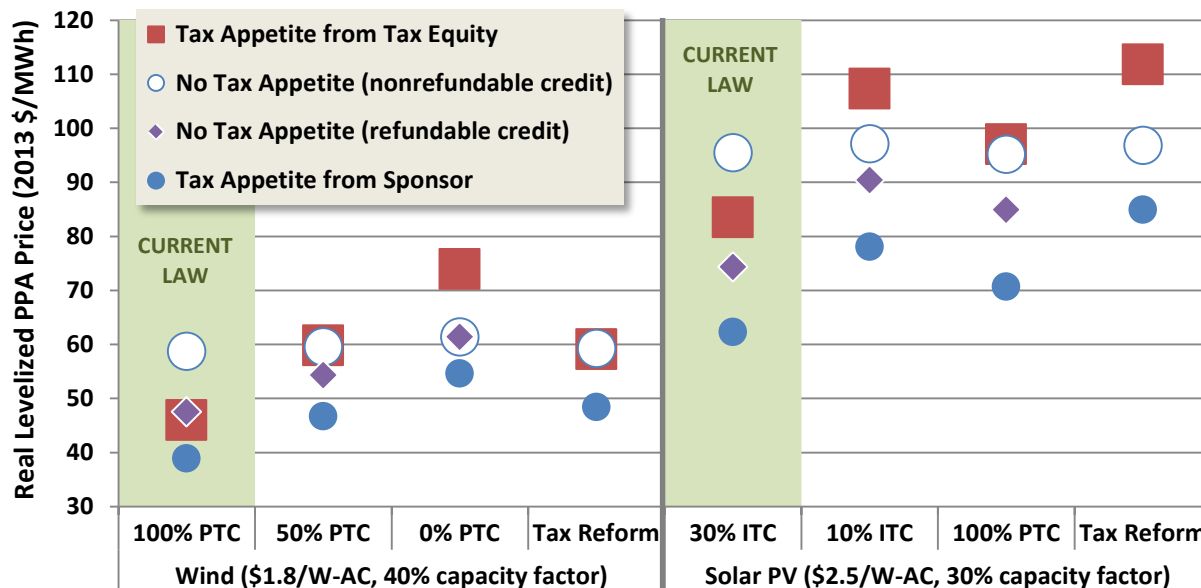 Real Levelized PPA Price (2013 $/MWh)
120
110
100
90
80
70
60
50
40
30
Tax Appetite from Tax Equity
No Tax Appetite (nonrefundable credit)
No Tax Appetite (refundable credit)
Tax Appetite from Sponsor
CURRENT
LAW
CURRENT
LAW
100% PTC
50% PTC
0% PTC
Tax Reform
30% ITC
10% ITC
100% PTC
Tax Reform
Wind ($1.8/W-AC, 40% capacity factor)
Solar PV ($2.5/W-AC, 30% capacity factor)